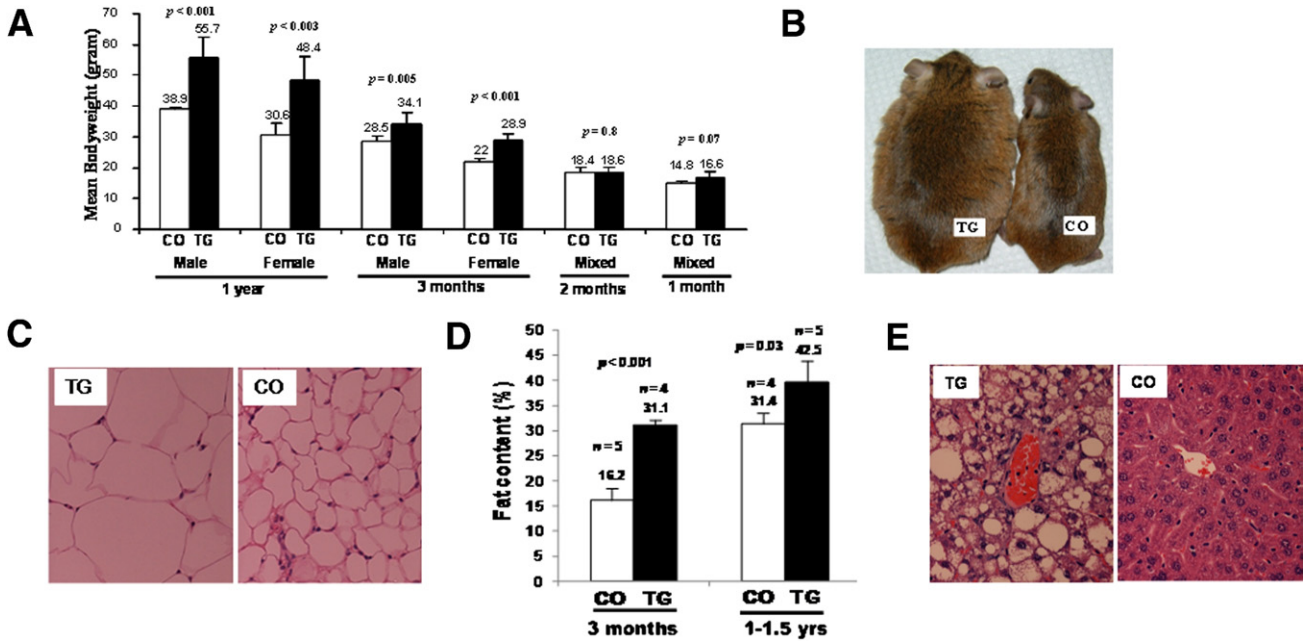 A
p < 0.001
55.7
p < 0.003
48.4
p = 0.005
34.1
p < 0.001
28.9
p = 0.8
p = 0.07
38.9
30.6
28.5
22
18.4 18.6
14.8 16.6
Mean Bodyweight (gram)
70
60
50
40
30
20
10
0
CO TG CO TG CO TG CO TG CO TG CO TG
Male Female Male Female Mixed Mixed
1 year 3 months 2 months 1 month
B
TG
CO
C
TG
CO
D
Fat content (%)
50
45
40
35
30
25
20
15
10
5
0
p < 0.001
n = 5
16.2
n = 4
31.1
p = 0.03
n = 4
31.4
n = 5
42.5
CO TG CO TG
3 months 1-1.5 yrs
E
TG
CO